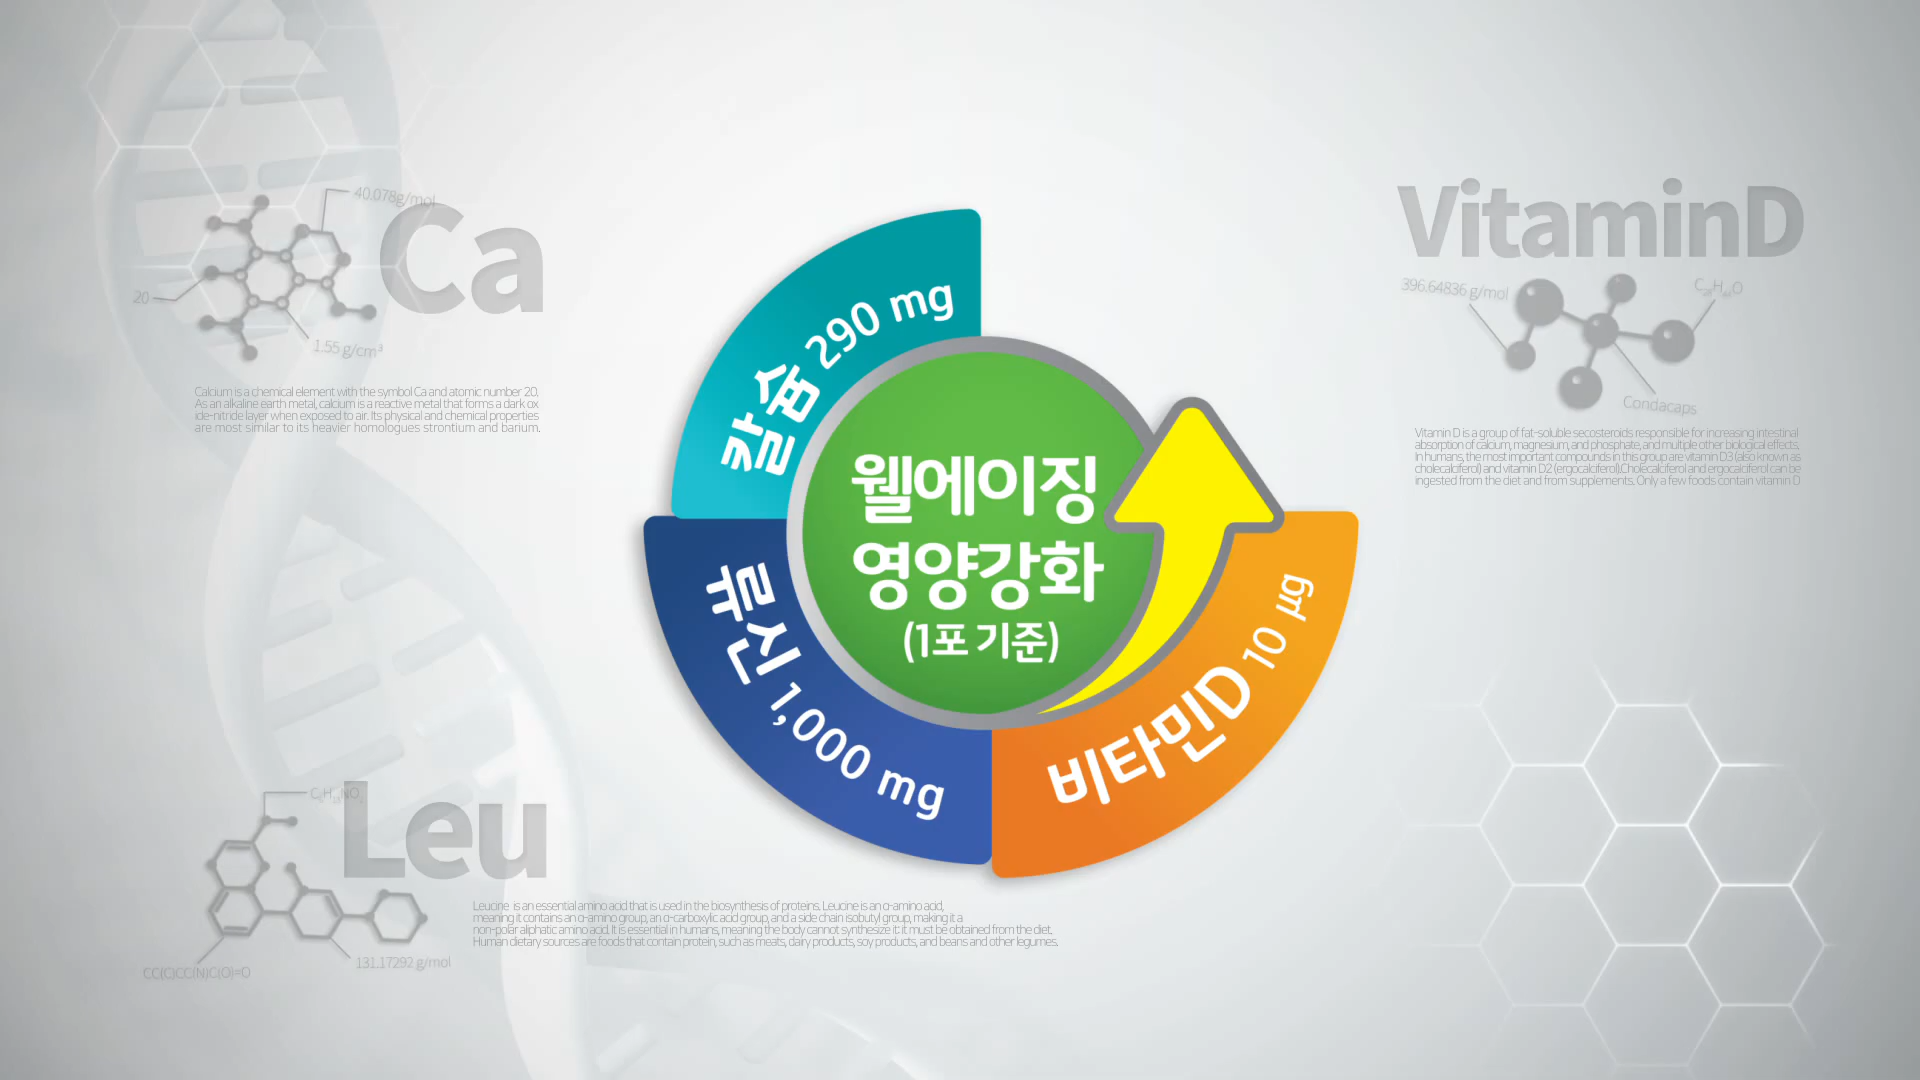 40.078g/mol
Ca
20
1.55 g/cm³
Calcium is a chemical element with the symbol Ca and atomic number 20,
As an alkaline earth metal, calcium is a reactive metal that forms a dark ox
ide-nitride layer when exposed to air. Its physical and chemical properties
are most similar to its heavier homologues strontium and barium.
VitaminD
396.64836 g/mol
Condacaps
Vitamin D is a group of fat-soluble secosteroids responsible for increasing intestinal
absorption of calcium, magnesium, and phosphate, and multiple other biological effects.
In humans, the most important compounds in this group are vitamin D3 (also known as
cholecalciferol) and vitamin D2 (ergocalciferol).Cholecalciferol and ergocalciferol can be
ingested from the diet and from supplements. Only a few foods contain vitamin D
칼슘 290 mg
웰에이징
영양강화
(1포 기준)
류신 1,000 mg
비타민D 10 μg
Leu
CC(C)CC(N)C(O)=O
131.17292 g/mol
Leucine is an essential amino acid that is used in the biosynthesis of proteins. Leucine is an α-amino acid,
meaning it contains an α-amino group, an α-carboxylic acid group, and a side chain isobutyl group, making it a
non-polar aliphatic amino acid. It is essential in humans, meaning the body cannot synthesize it: it must be obtained from the diet.
Human dietary sources are foods that contain protein, such as meats, dairy products, soy products, and beans and other legumes.